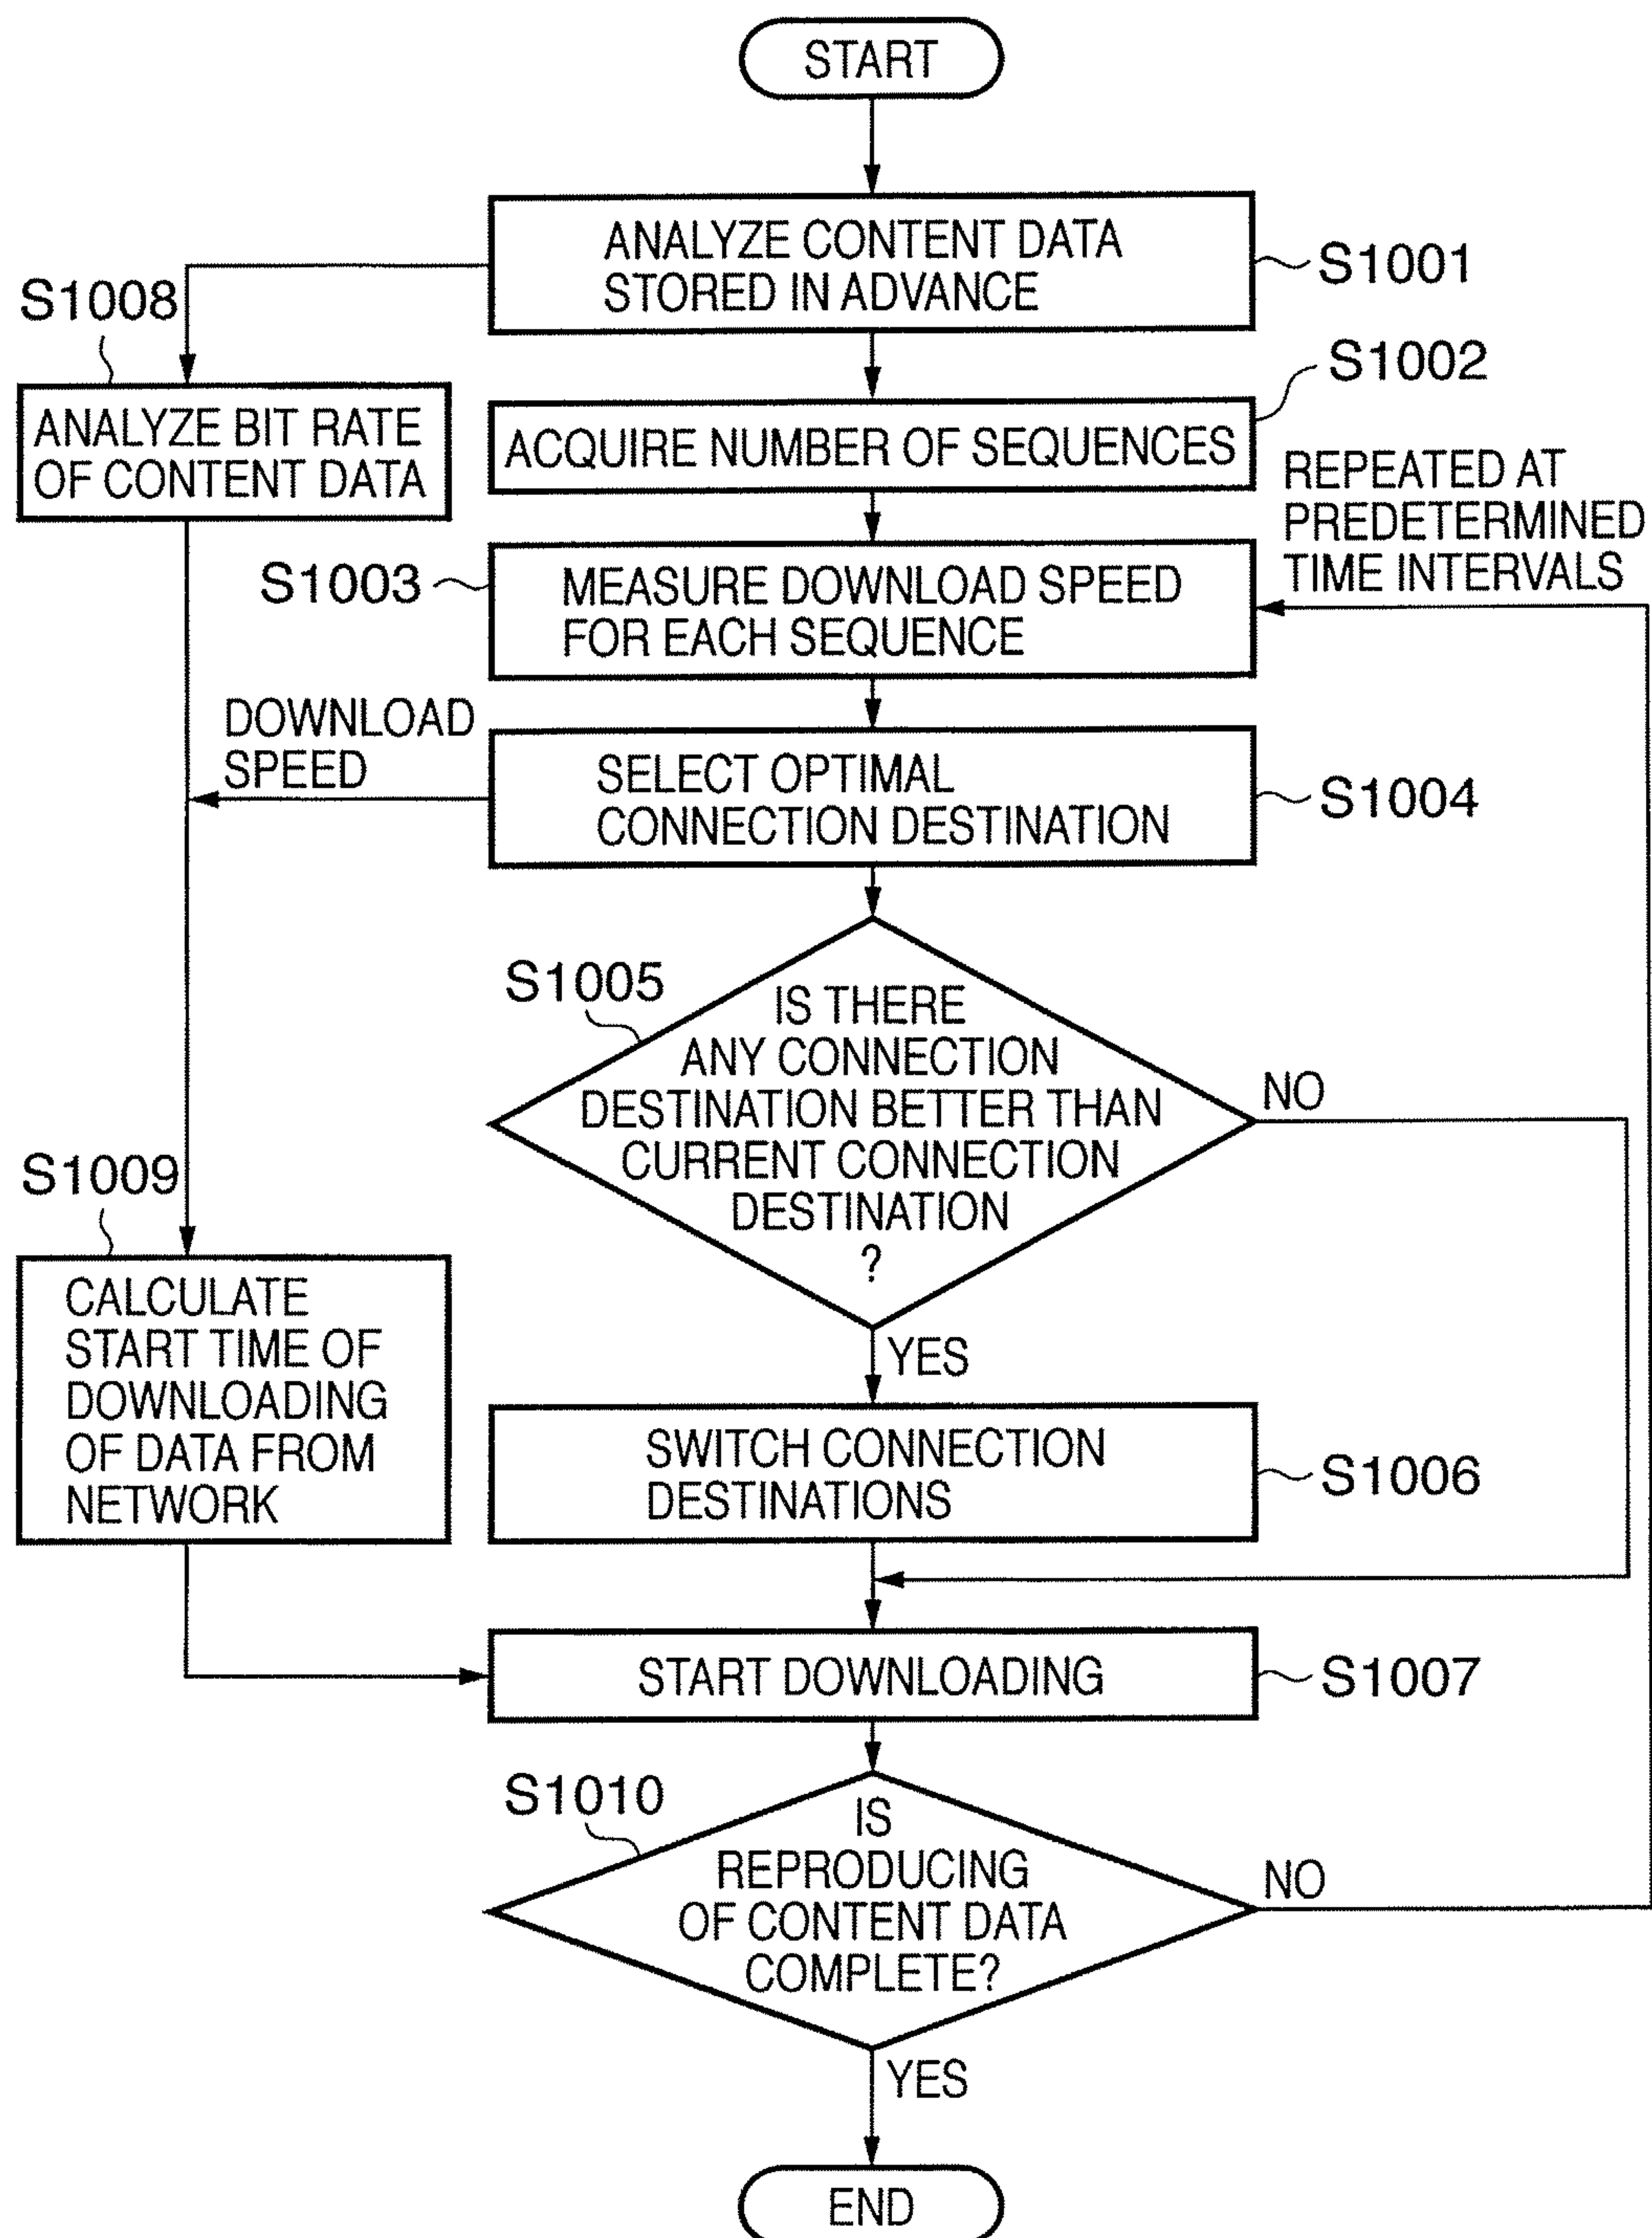 START
ANALYZE CONTENT DATA
STORED IN ADVANCE
S1001
S1008
ANALYZE BIT RATE
OF CONTENT DATA
S1002
ACQUIRE NUMBER OF SEQUENCES
REPEATED AT
PREDETERMINED
TIME INTERVALS
S1003
MEASURE DOWNLOAD SPEED
FOR EACH SEQUENCE
DOWNLOAD
SPEED
SELECT OPTIMAL
CONNECTION DESTINATION
S1004
S1005
IS THERE
ANY CONNECTION
DESTINATION BETTER THAN
CURRENT CONNECTION
DESTINATION
?
NO
YES
S1009
CALCULATE
START TIME OF
DOWNLOADING
OF DATA FROM
NETWORK
SWITCH CONNECTION
DESTINATIONS
S1006
START DOWNLOADING
S1007
S1010
IS
REPRODUCING
OF CONTENT DATA
COMPLETE?
NO
YES
END